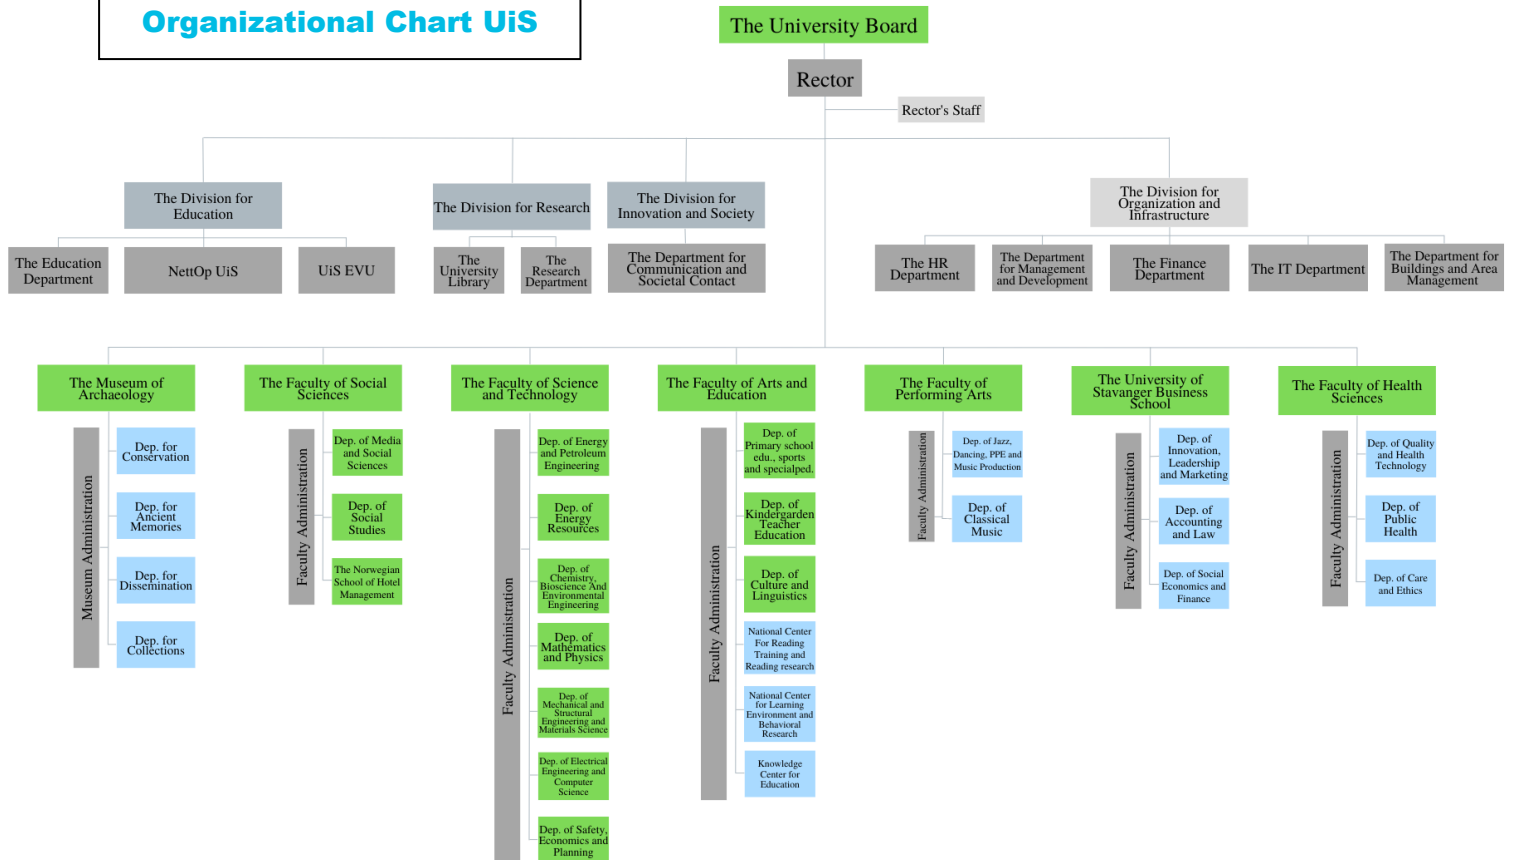 Organizational Chart UiS
The University Board
Rector
Rector's Staff
The Division for
Education
The Division for Research
The Division for
Innovation and Society
The Division for
Organization and
Infrastructure
The Education
Department
NettOp UiS
UiS EVU
The
University
Library
The
Research
Department
The Department for
Communication and
Societal Contact
The HR
Department
The Department
for Management
and Development
The Finance
Department
The IT Department
The Department for
Buildings and Area
Management
The Museum of
Archaeology
Museum Administration
Dep. for
Conservation
Dep. for
Ancient
Memories
Dep. for
Dissemination
Dep. for
Collections
The Faculty of Social
Sciences
Faculty Administration
Dep. of Media
and Social
Sciences
Dep. of
Social
Studies
The Norwegian
School of Hotel
Management
The Faculty of Science
and Technology
Faculty Administration
Dep. of Energy
and Petroleum
Engineering
Dep. of
Energy
Resources
Dep. of
Chemistry,
Bioscience And
Environmental
Engineering
Dep. of
Mathematics
and Physics
Dep. of
Mechanical and
Structural
Engineering and
Materials Science
Dep. of Electrical
Engineering and
Computer
Science
Dep. of Safety,
Economics and
Planning
The Faculty of Arts and
Education
Faculty Administration
Dep. of
Primary school
edu., sports
and specialped.
Dep. of
Kindergarden
Teacher
Education
Dep. of
Culture and
Linguistics
National Center
For Reading
Training and
Reading research
National Center
for Learning
Environment and
Behavioral
Research
Knowledge
Center for
Education
The Faculty of
Performing Arts
Faculty Administration
Dep. of Jazz,
Dancing, PPE and
Music Production
Dep. of
Classical
Music
The University of
Stavanger Business
School
Faculty Administration
Dep. of
Innovation,
Leadership
and Marketing
Dep. of
Accounting
and Law
Dep. of Social
Economics and
Finance
The Faculty of Health
Sciences
Faculty Administration
Dep. of Quality
and Health
Technology
Dep. of
Public
Health
Dep. of Care
and Ethics